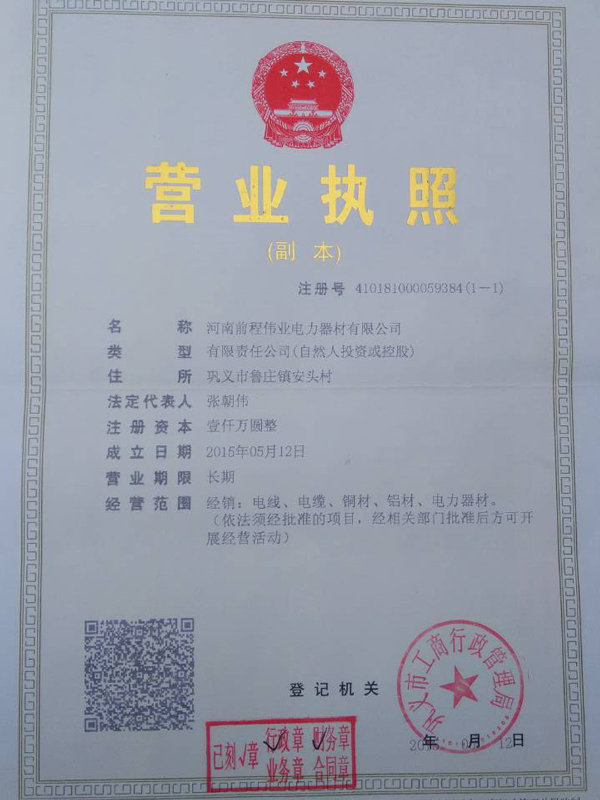 营业执照
(副 本)
注册号 410181000059384(1-1)
名 称 河南前程伟业电力器材有限公司
类 型 有限责任公司(自然人投资或控股)
住 所 巩义市鲁庄镇安头村
法定代表人 张朝伟
注册资本 壹仟万圆整
成立日期 2015年05月12日
营业期限 长期
经营范围 经销：电线、电缆、铜材、铝材、电力器材。
（依法须经批准的项目，经相关部门批准后方可开
展经营活动）
巩义市工商行政管理局
登记机关
年 月12日
已刻√章 行政章 财务章
业务章 合同章